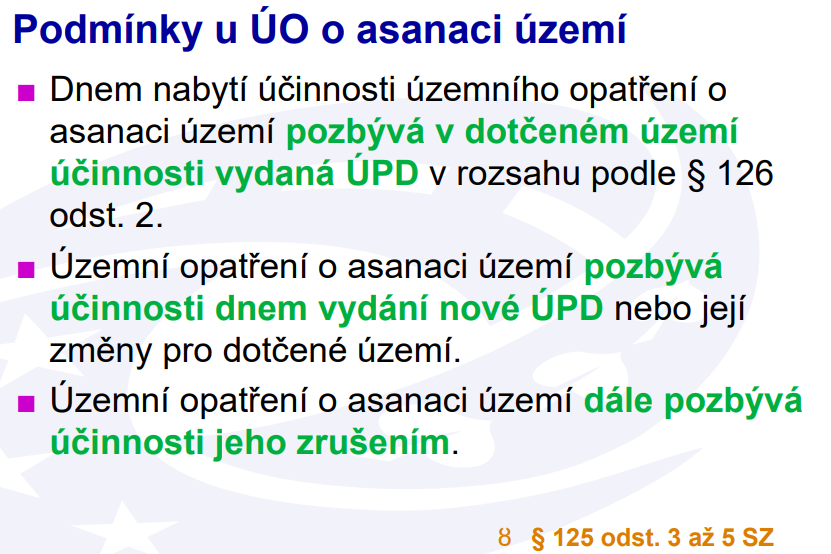 Podmínky u ÚO o asanaci území
Dnem nabytí účinnosti územního opatření o
asanaci území pozbývá v dotčeném území
účinnosti vydaná ÚPD v rozsahu podle § 126
odst. 2.
Územní opatření o asanaci území pozbývá
účinnosti dnem vydání nové ÚPD nebo její
změny pro dotčené území.
Územní opatření o asanaci území dále pozbývá
účinnosti jeho zrušením.
8 § 125 odst. 3 až 5 SZ